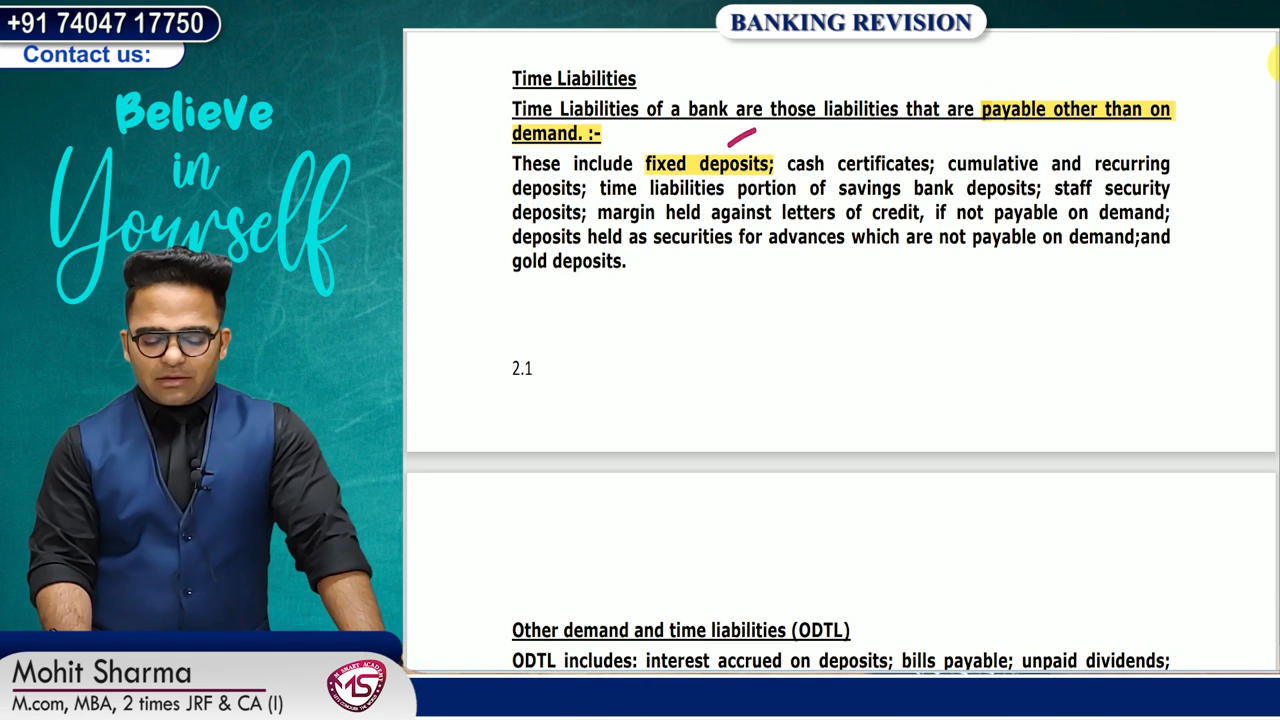 +91 74047 17750
Contact us:
BANKING REVISION
Believe
in
Yourself
Time Liabilities
Time Liabilities of a bank are those liabilities that are payable other than on
demand. :-
These include fixed deposits; cash certificates; cumulative and recurring
deposits; time liabilities portion of savings bank deposits; staff security
deposits; margin held against letters of credit, if not payable on demand;
deposits held as securities for advances which are not payable on demand;and
gold deposits.
2.1
Other demand and time liabilities (ODTL)
ODTL includes: interest accrued on deposits; bills payable; unpaid dividends;
Mohit Sharma
M.com, MBA, 2 times JRF & CA (I)
MS